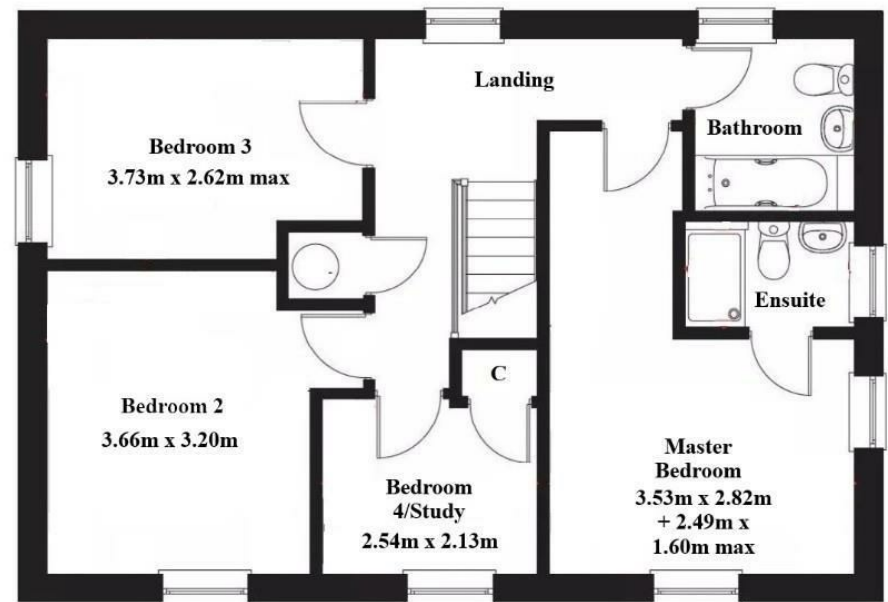 Landing
Bathroom
Bedroom 3
3.73m x 2.62m max
Ensuite
C
Bedroom 2
3.66m x 3.20m
Master
Bedroom
3.53m x 2.82m
+ 2.49m x
1.60m max
Bedroom
4/Study
2.54m x 2.13m